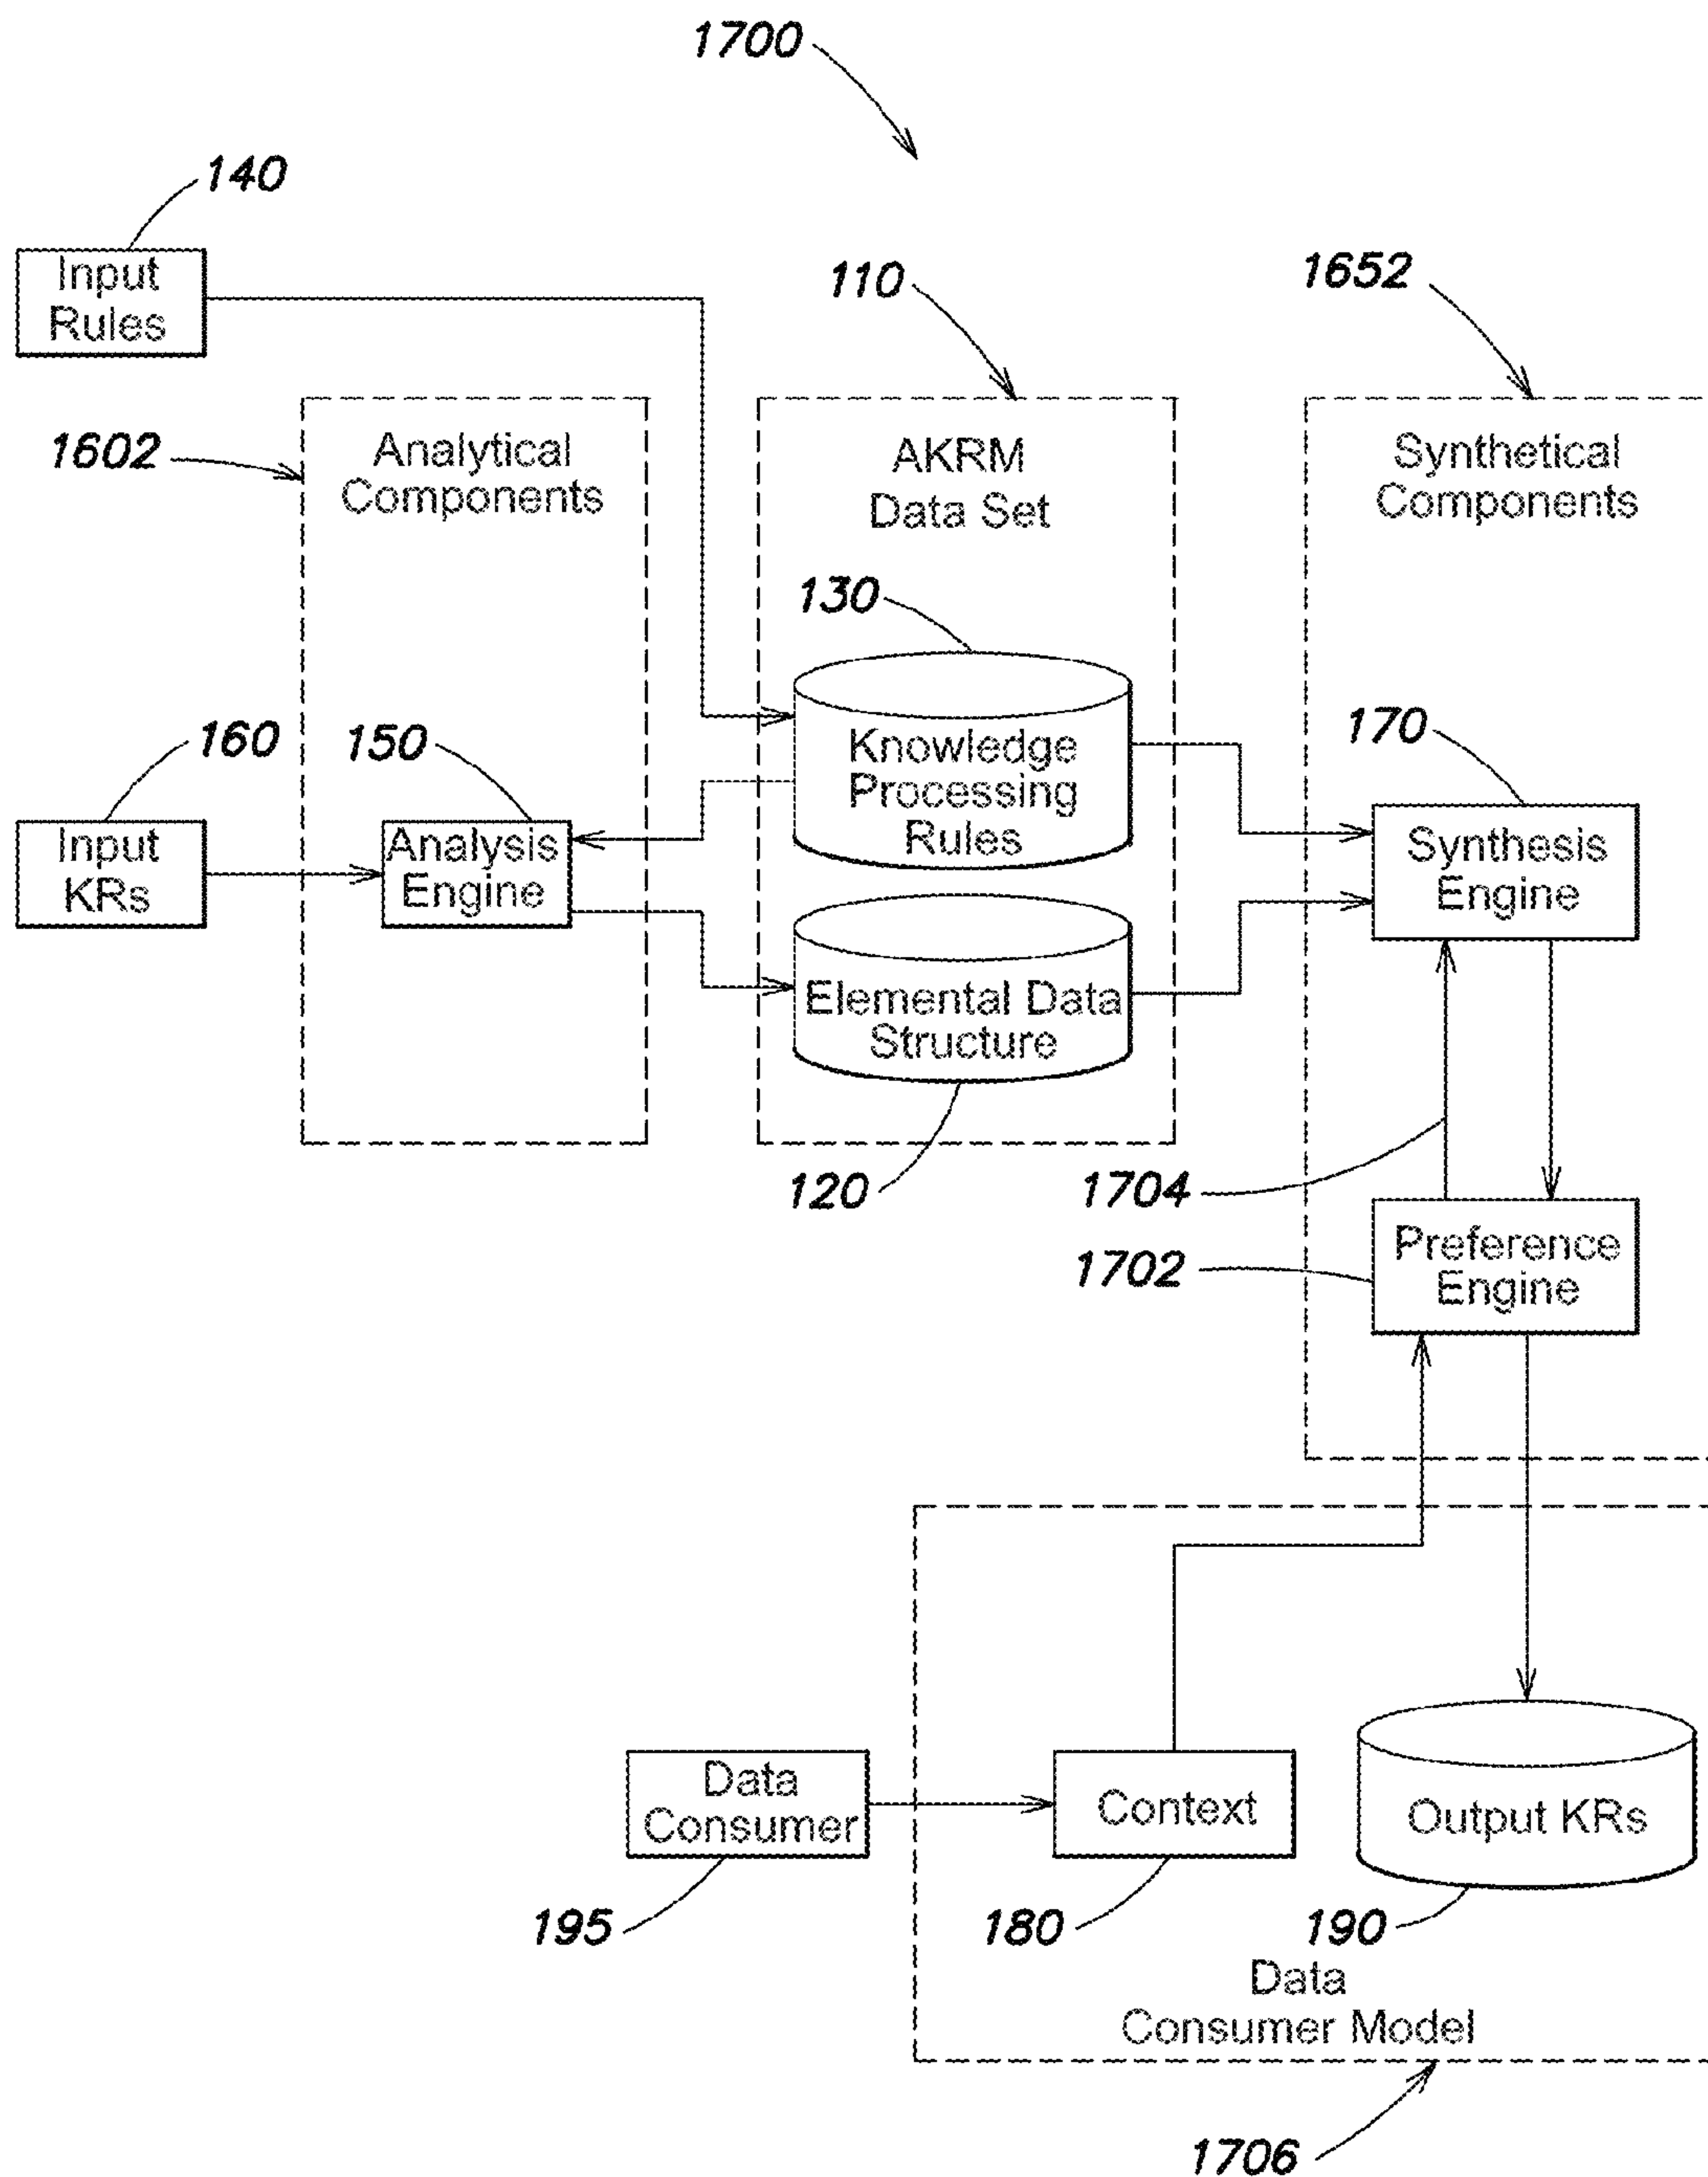 1700
140
Input
Rules
110
1652
1602
Analytical
Components
AKRM
Data Set
Synthetical
Components
130
160
150
170
Knowledge
Processing
Rules
Input
KRs
Analysis
Engine
Synthesis
Engine
Elemental Data
Structure
120
1704
1702
Preference
Engine
Data
Consumer
Context
Output KRs
195
180
190
Data
Consumer Model
1706